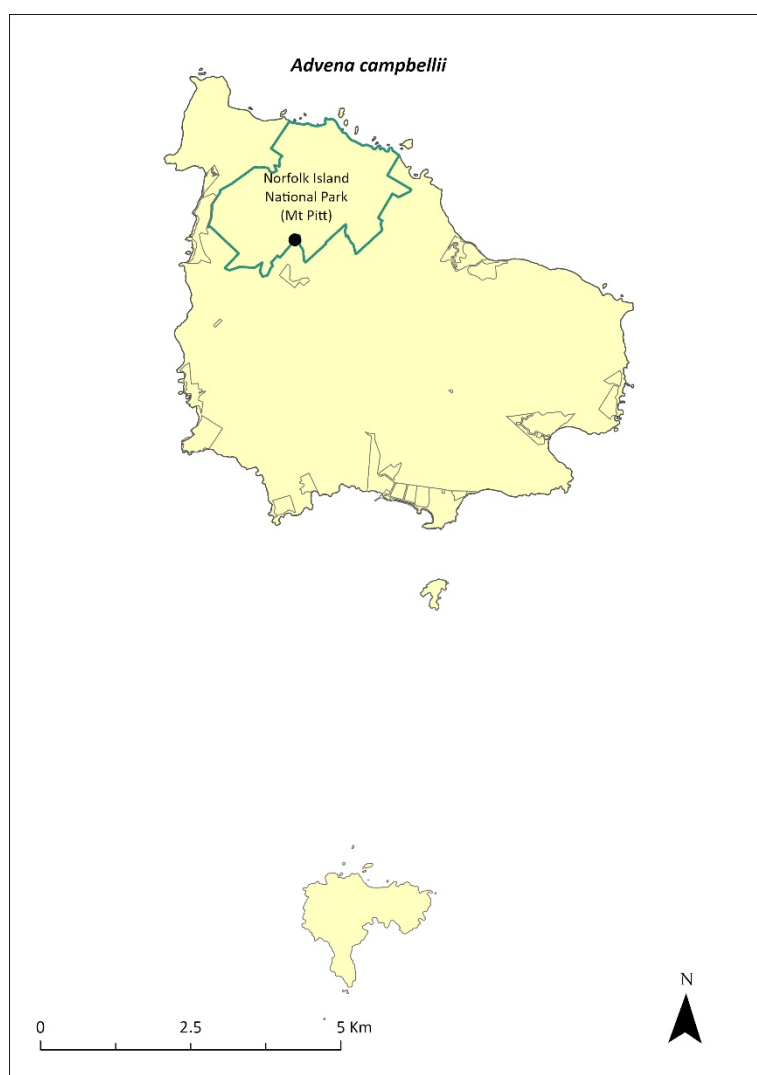 Advena campbellii
Norfolk Island
National Park
(Mt Pitt)
N
0 2.5 5 Km